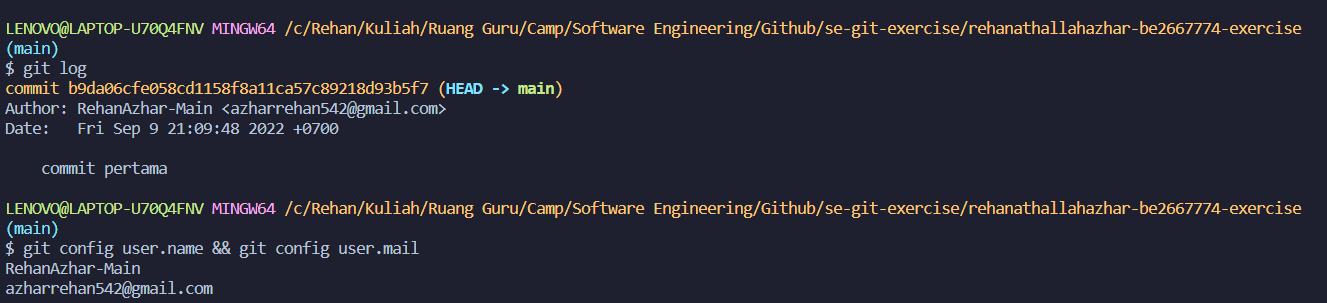 LENOVO@LAPTOP-U70Q4FNV MINGW64 /c/Rehan/Kuliah/Ruang Guru/Camp/Software Engineering/Github/se-git-exercise/rehanathallahazhar-be2667774-exercise
(main)
$ git log
commit b9da06cfe058cd1158f8a11ca57c89218d93b5f7 (HEAD -> main)
Author: RehanAzhar-Main <azharrehan542@gmail.com>
Date:   Fri Sep 9 21:09:48 2022 +0700
    commit pertama
LENOVO@LAPTOP-U70Q4FNV MINGW64 /c/Rehan/Kuliah/Ruang Guru/Camp/Software Engineering/Github/se-git-exercise/rehanathallahazhar-be2667774-exercise
(main)
$ git config user.name && git config user.mail
RehanAzhar-Main
azharrehan542@gmail.com